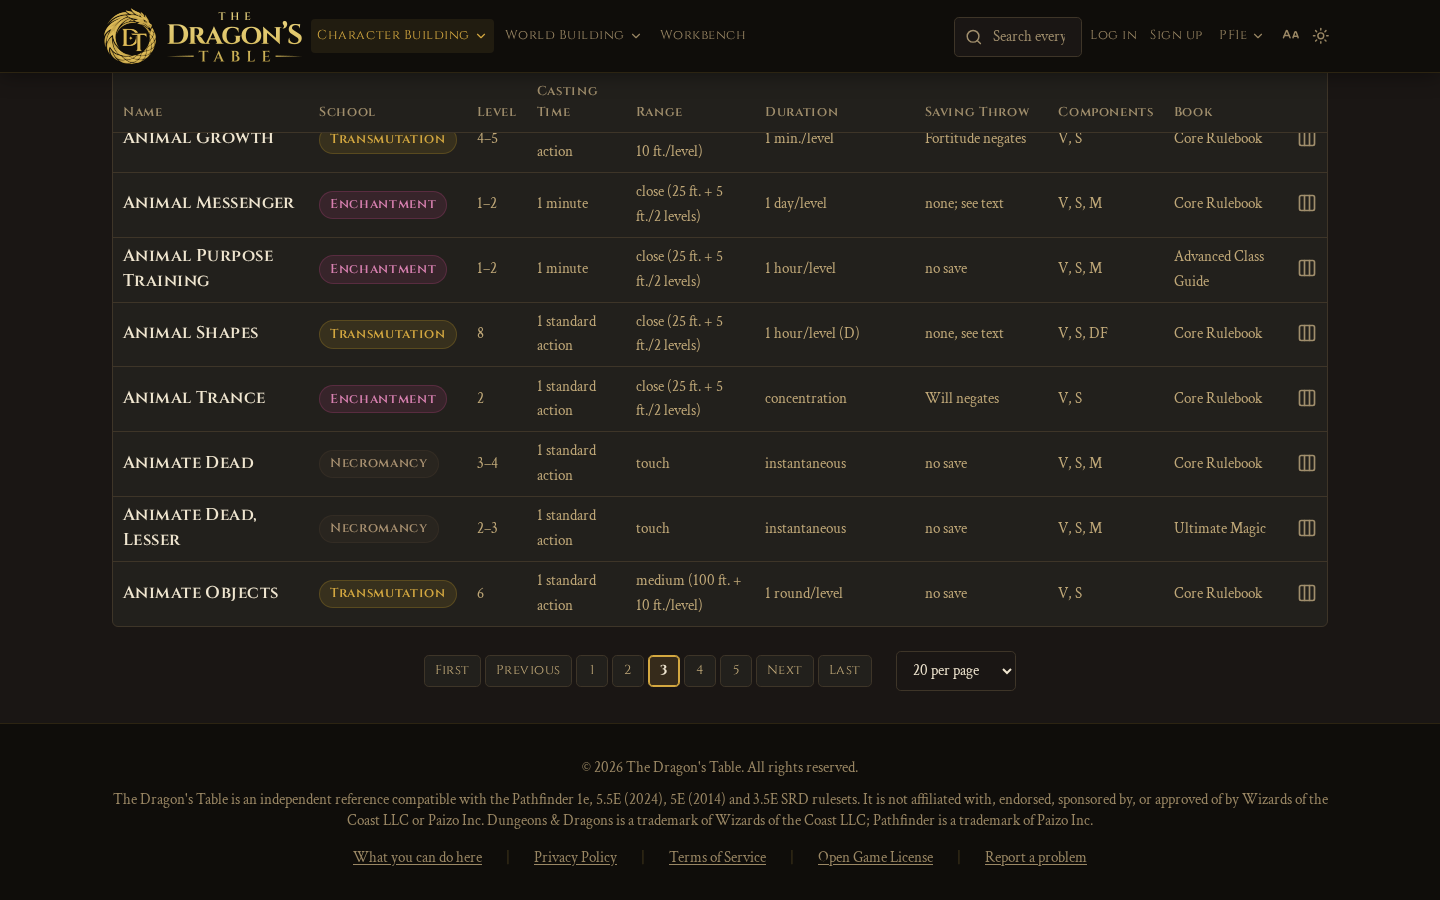 THE
DRAGON'S
TABLE
DT
Character Building
World Building
Workbench
Search every
Log in
Sign up
PF1e
AA
Name School Level Casting Time Range Duration Saving Throw Components Book
Animal Growth Transmutation 4–5 action 10 ft./level) 1 min./level Fortitude negates V, S Core Rulebook
Animal Messenger Enchantment 1–2 1 minute close (25 ft. + 5 ft./2 levels) 1 day/level none; see text V, S, M Core Rulebook
Animal Purpose Training Enchantment 1–2 1 minute close (25 ft. + 5 ft./2 levels) 1 hour/level no save V, S, M Advanced Class Guide
Animal Shapes Transmutation 8 1 standard action close (25 ft. + 5 ft./2 levels) 1 hour/level (D) none, see text V, S, DF Core Rulebook
Animal Trance Enchantment 2 1 standard action close (25 ft. + 5 ft./2 levels) concentration Will negates V, S Core Rulebook
Animate Dead Necromancy 3–4 1 standard action touch instantaneous no save V, S, M Core Rulebook
Animate Dead, Lesser Necromancy 2–3 1 standard action touch instantaneous no save V, S, M Ultimate Magic
Animate Objects Transmutation 6 1 standard action medium (100 ft. + 10 ft./level) 1 round/level no save V, S Core Rulebook
First Previous 1 2 3 4 5 Next Last 20 per page
© 2026 The Dragon's Table. All rights reserved.
The Dragon's Table is an independent reference compatible with the Pathfinder 1e, 5.5E (2024), 5E (2014) and 3.5E SRD rulesets. It is not affiliated with, endorsed, sponsored by, or approved of by Wizards of the
Coast LLC or Paizo Inc. Dungeons & Dragons is a trademark of Wizards of the Coast LLC; Pathfinder is a trademark of Paizo Inc.
What you can do here | Privacy Policy | Terms of Service | Open Game License | Report a problem